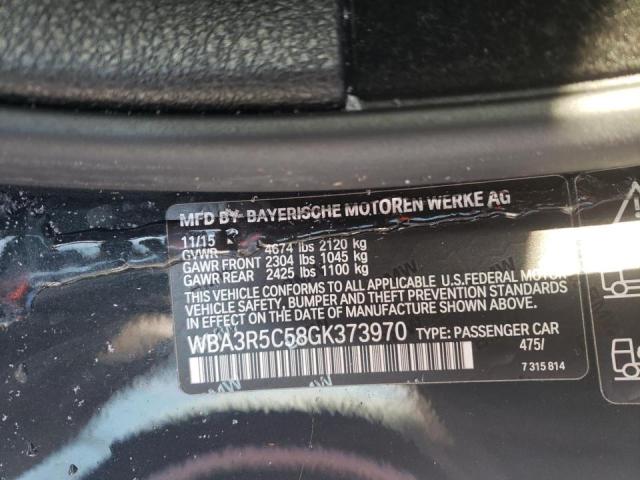 MFD BY BAYERISCHE MOTOREN WERKE AG
11/15
GVWR 4674 lbs 2120 kg
GAWR FRONT 2304 lbs 1045 kg
GAWR REAR 2425 lbs 1100 kg
THIS VEHICLE CONFORMS TO ALL APPLICABLE U.S.FEDERAL MOTOR
VEHICLE SAFETY, BUMPER AND THEFT PREVENTION STANDARDS
IN EFFECT ON THE DATE OF MANUFACTURE
SHOWN ABOVE.
WBA3R5C58GK373970 TYPE: PASSENGER CAR
475/
7 315 814